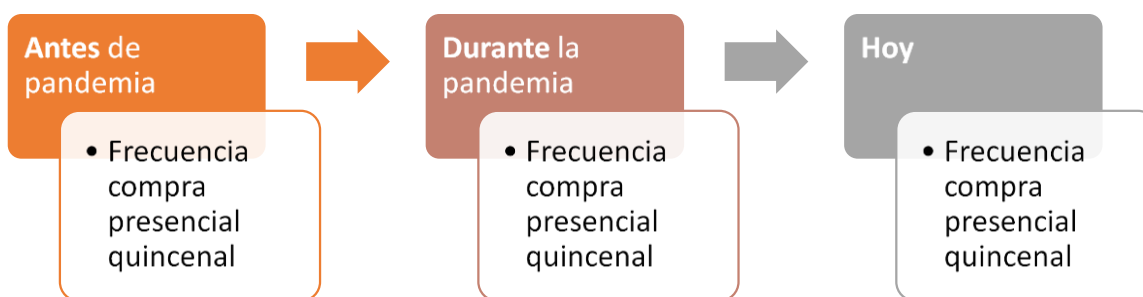 Antes de
pandemia
• Frecuencia
compra
presencial
quincenal
Durante la
pandemia
• Frecuencia
compra
presencial
quincenal
Hoy
• Frecuencia
compra
presencial
quincenal